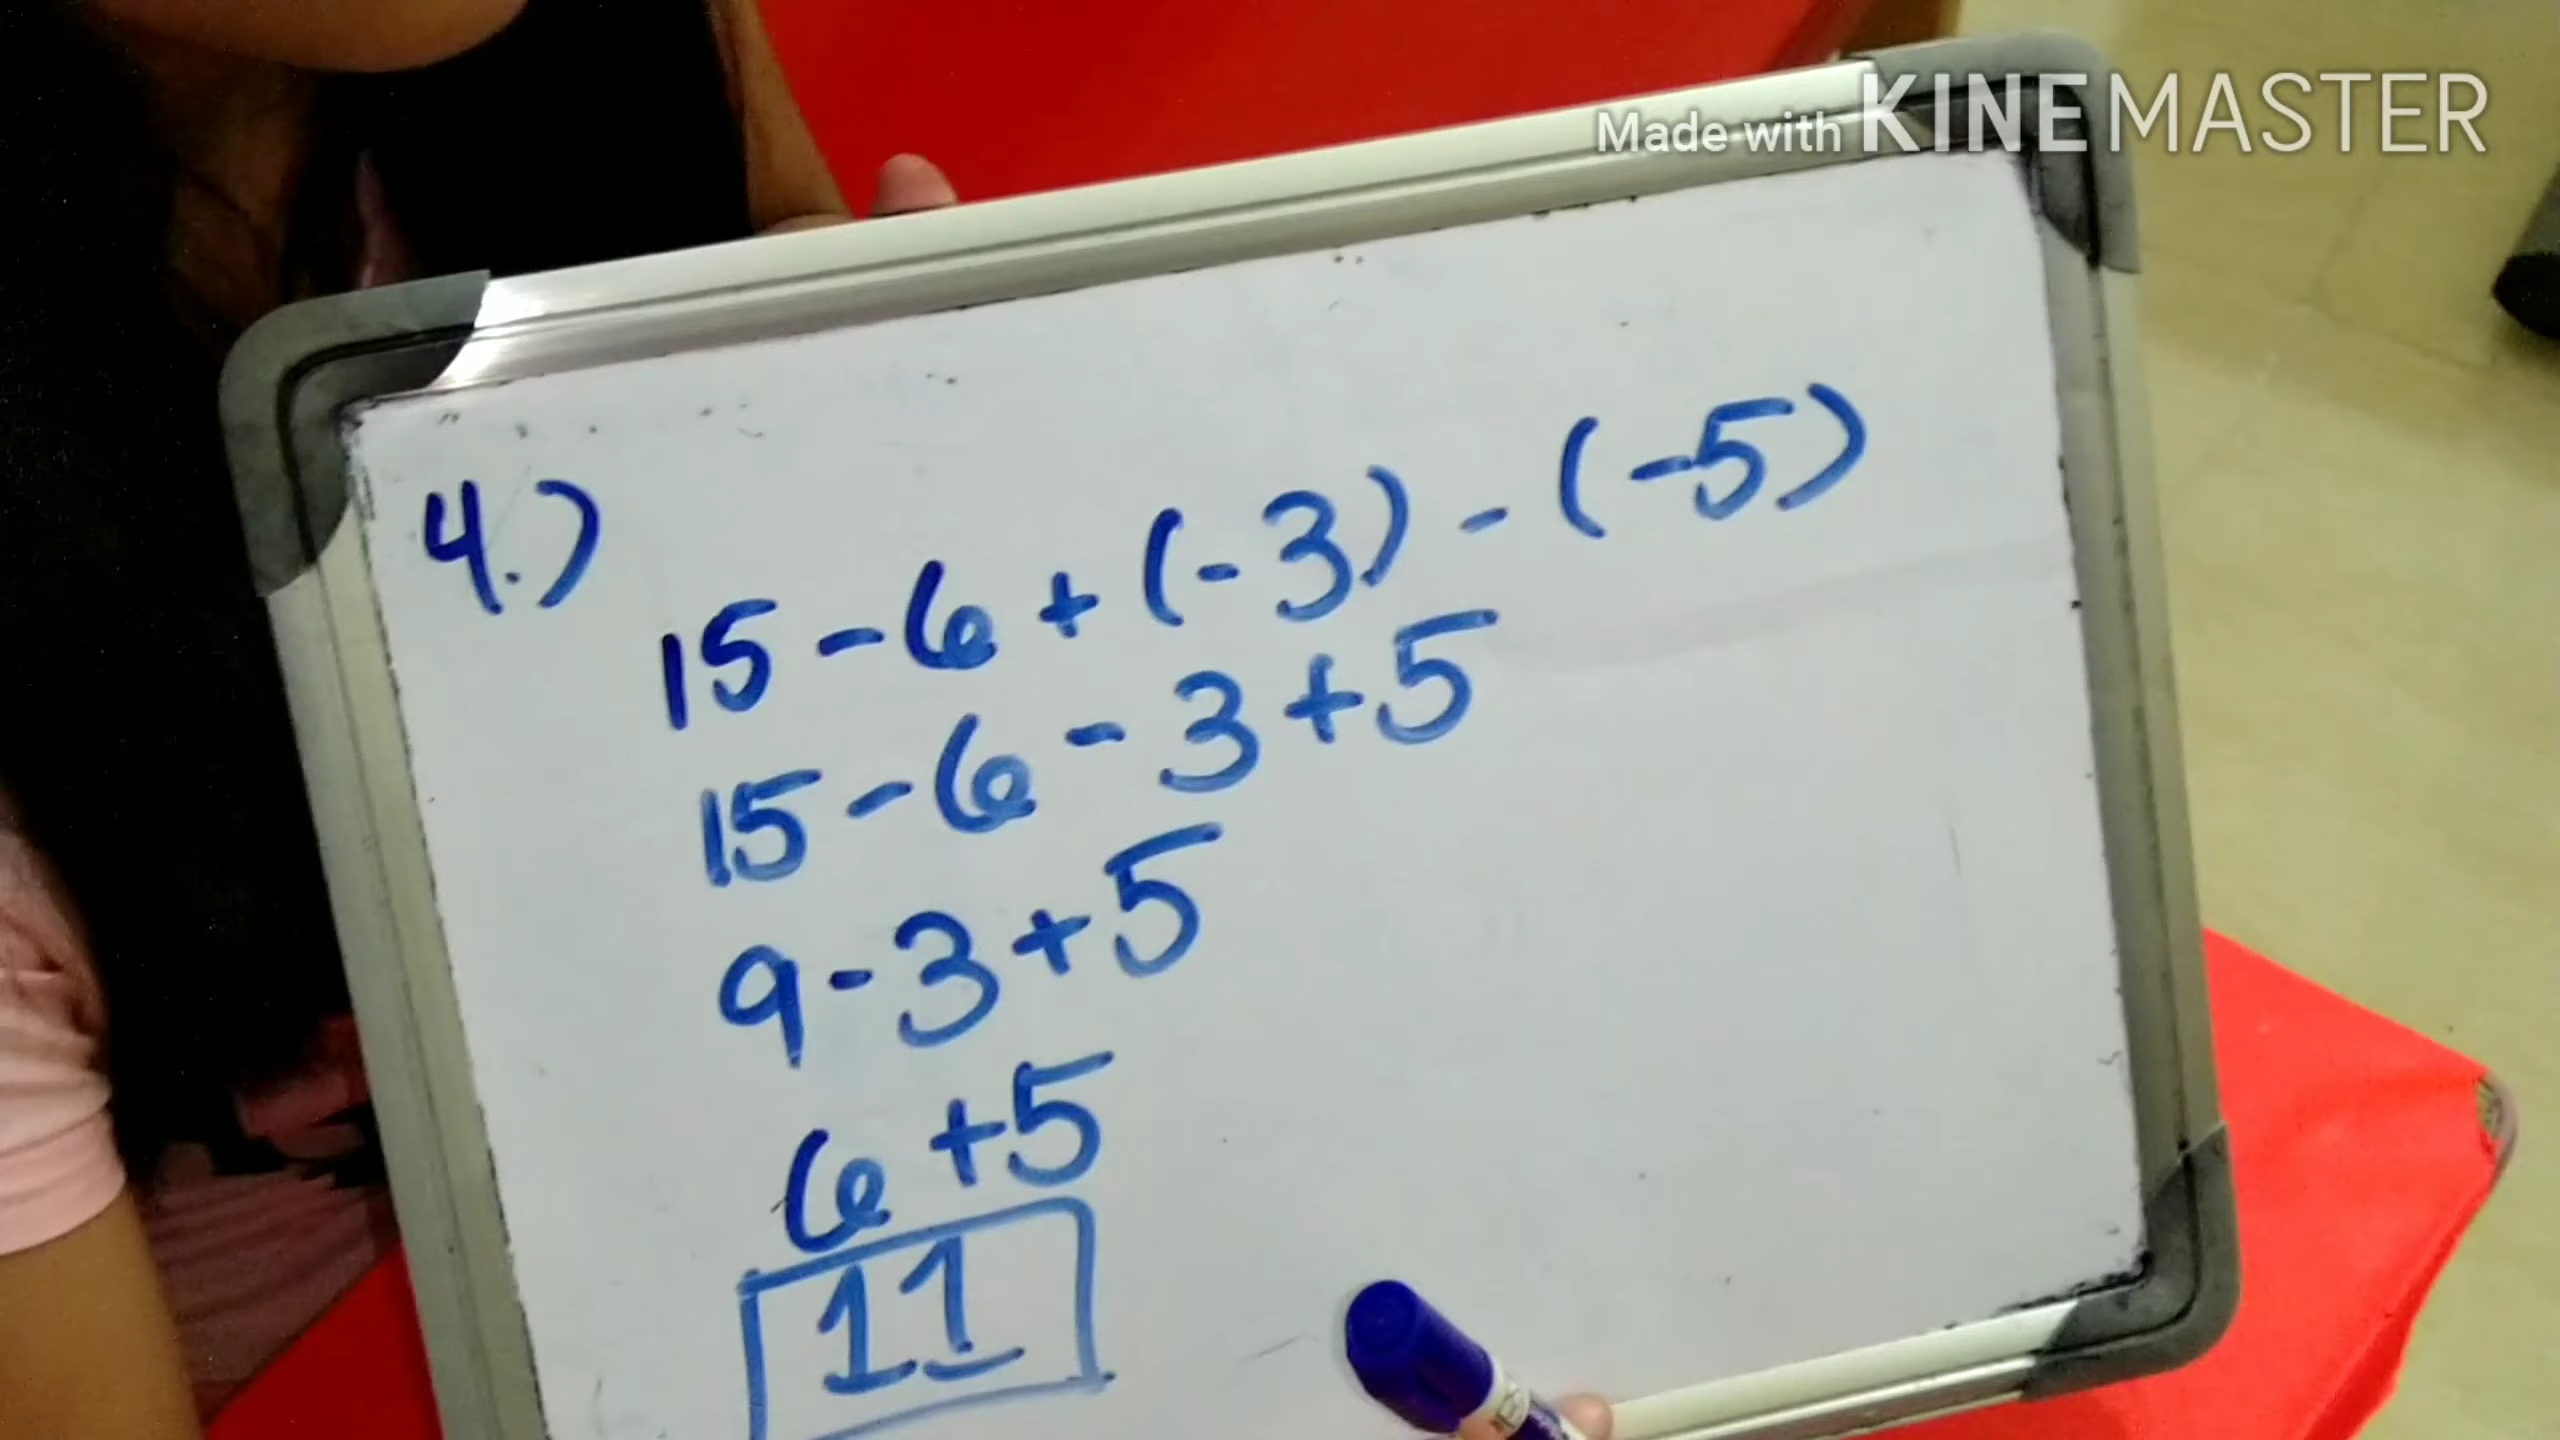 Made with KINEMASTER
4.)
15 - 6 + (-3) - (-5)
15 - 6 - 3 + 5
9 - 3 + 5
6 + 5
11